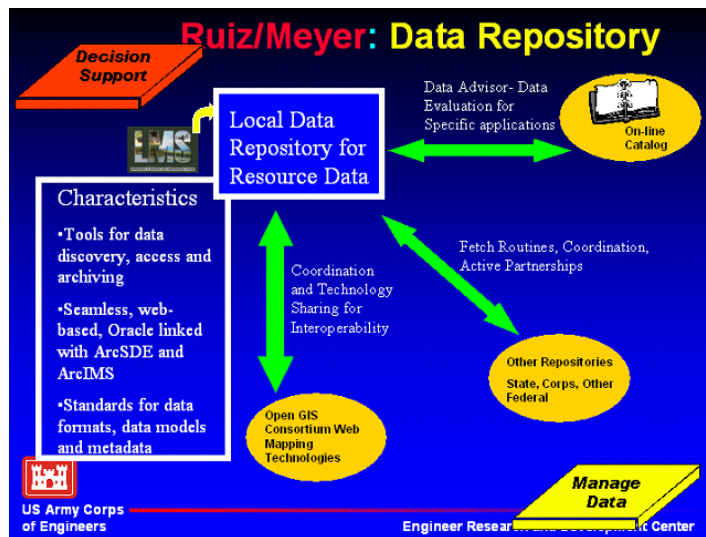 Ruiz/Meyer: Data Repository
Decision
Support
Data Advisor- Data
Evaluation for
Specific applications
On-line
Catalog
Local Data
Repository for
Resource Data
LMS
Characteristics
•Tools for data
discovery, access and
archiving
•Seamless, web-
based, Oracle linked
with ArcSDE and
ArcIMS
•Standards for data
formats, data models
and metadata
Coordination
and Technology
Sharing for
Interoperability
Fetch Routines, Coordination,
Active Partnerships
Other Repositories
State, Corps, Other
Federal
Open GIS
Consortium Web
Mapping
Technologies
Manage
Data
US Army Corps
of Engineers
Engineer Research and Development Center